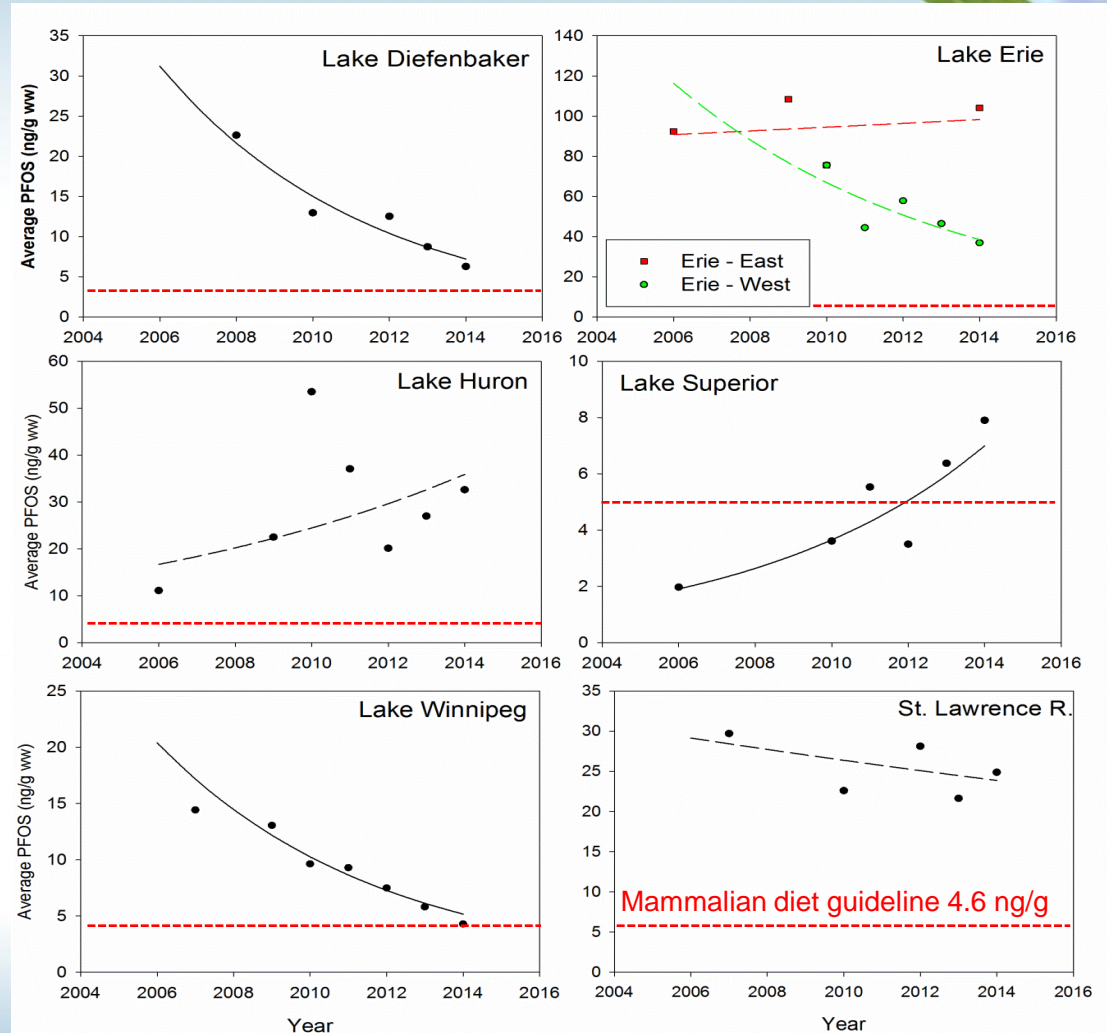 Lake Diefenbaker
Average PFOS (ng/g ww)
35
30
25
20
15
10
5
0
2004 2006 2008 2010 2012 2014 2016
Lake Erie
140
120
100
80
60
40
20
0
Erie - East
Erie - West
2004 2006 2008 2010 2012 2014 2016
Lake Huron
Average PFOS (ng/g ww)
60
50
40
30
20
10
0
2004 2006 2008 2010 2012 2014 2016
Lake Superior
10
8
6
4
2
0
2004 2006 2008 2010 2012 2014 2016
Lake Winnipeg
Average PFOS (ng/g ww)
25
20
15
10
5
0
2004 2006 2008 2010 2012 2014 2016
Year
St. Lawrence R.
35
30
25
20
15
10
5
0
Mammalian diet guideline 4.6 ng/g
2004 2006 2008 2010 2012 2014 2016
Year